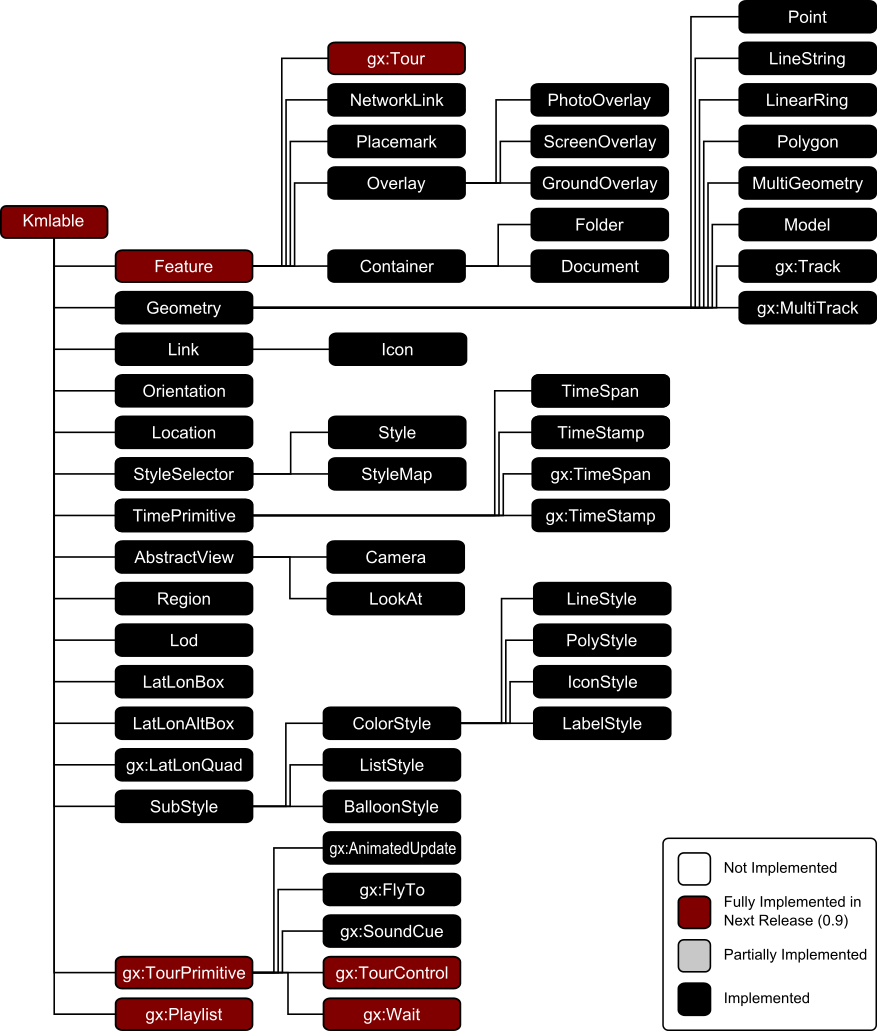 Point
gx:Tour
LineString
NetworkLink
PhotoOverlay
LinearRing
Placemark
ScreenOverlay
Polygon
Overlay
GroundOverlay
MultiGeometry
Kmlable
Folder
Model
Feature
Container
Document
gx:Track
Geometry
gx:MultiTrack
Link
Icon
Orientation
TimeSpan
Location
Style
TimeStamp
StyleSelector
StyleMap
gx:TimeSpan
TimePrimitive
gx:TimeStamp
AbstractView
Camera
Region
LookAt
LineStyle
Lod
PolyStyle
LatLonBox
IconStyle
LatLonAltBox
ColorStyle
LabelStyle
gx:LatLonQuad
ListStyle
SubStyle
BalloonStyle
gx:AnimatedUpdate
gx:FlyTo
gx:SoundCue
gx:TourPrimitive
gx:TourControl
gx:Playlist
gx:Wait
Not Implemented
Fully Implemented in
Next Release (0.9)
Partially Implemented
Implemented